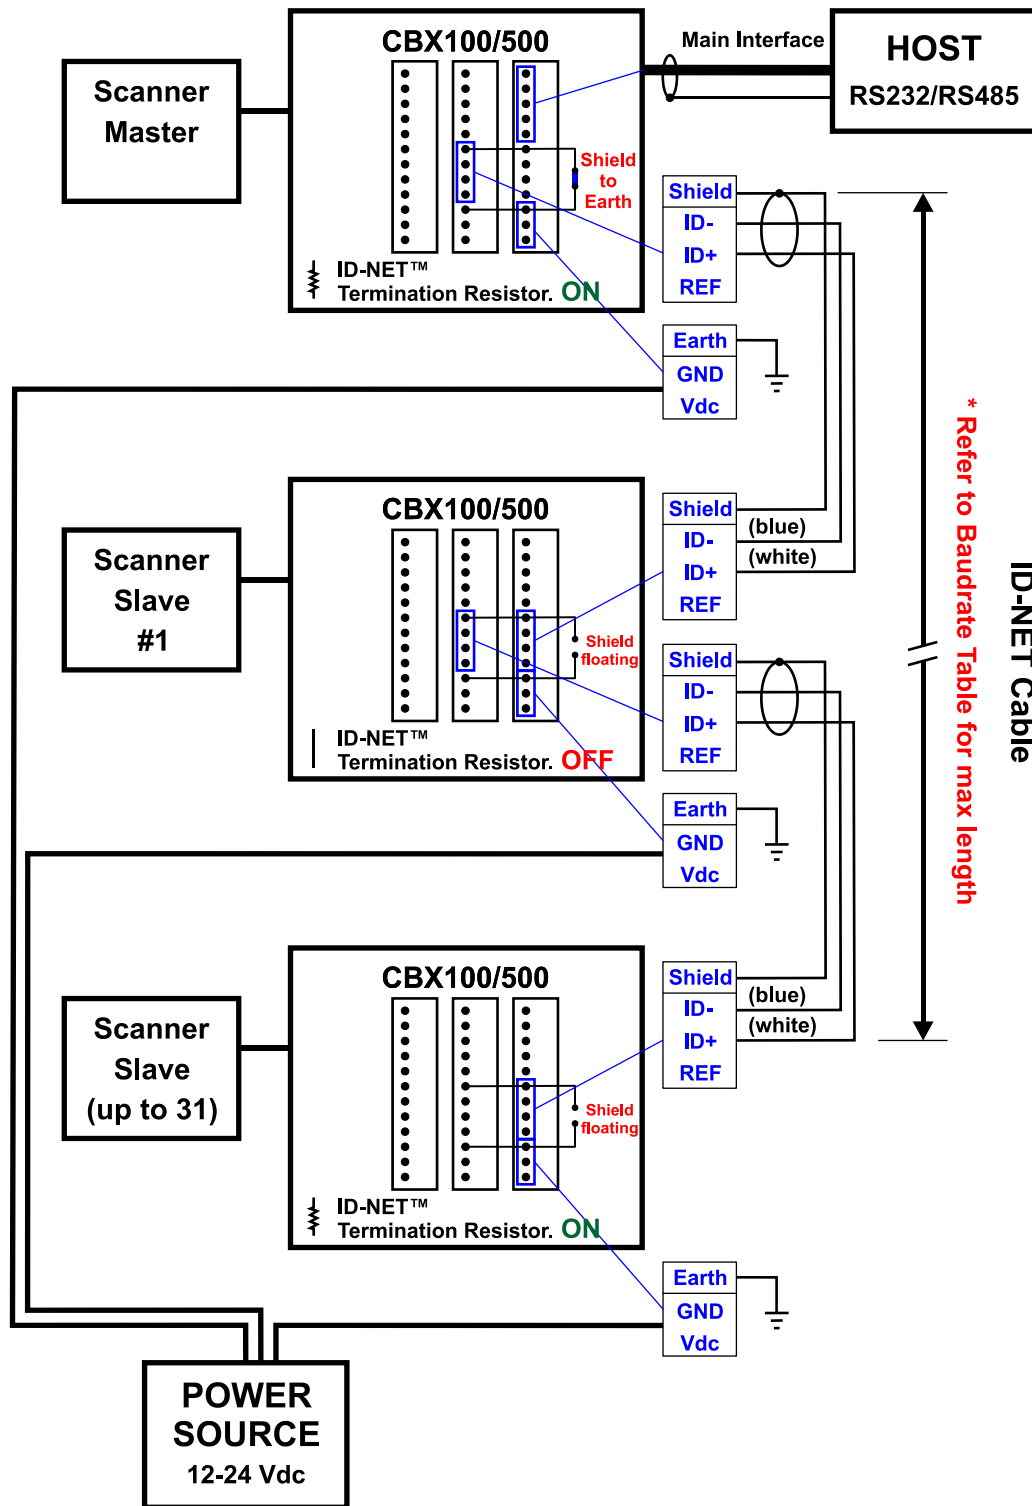 CBX100/500
Main Interface
HOST
RS232/RS485
Scanner
Master
Shield
to
Earth
Shield
ID-
ID+
REF
ID-NET™
Termination Resistor. ON
Earth
GND
Vdc
CBX100/500
Scanner
Slave
#1
Shield
ID-
(blue)
ID+
(white)
REF
Shield
floating
Shield
ID-
ID+
REF
ID-NET™
Termination Resistor. OFF
Earth
GND
Vdc
* Refer to Baudrate Table for max length
ID-NET Cable
CBX100/500
Scanner
Slave
(up to 31)
Shield
ID-
(blue)
ID+
(white)
REF
Shield
floating
ID-NET™
Termination Resistor. ON
Earth
GND
Vdc
POWER
SOURCE
12-24 Vdc